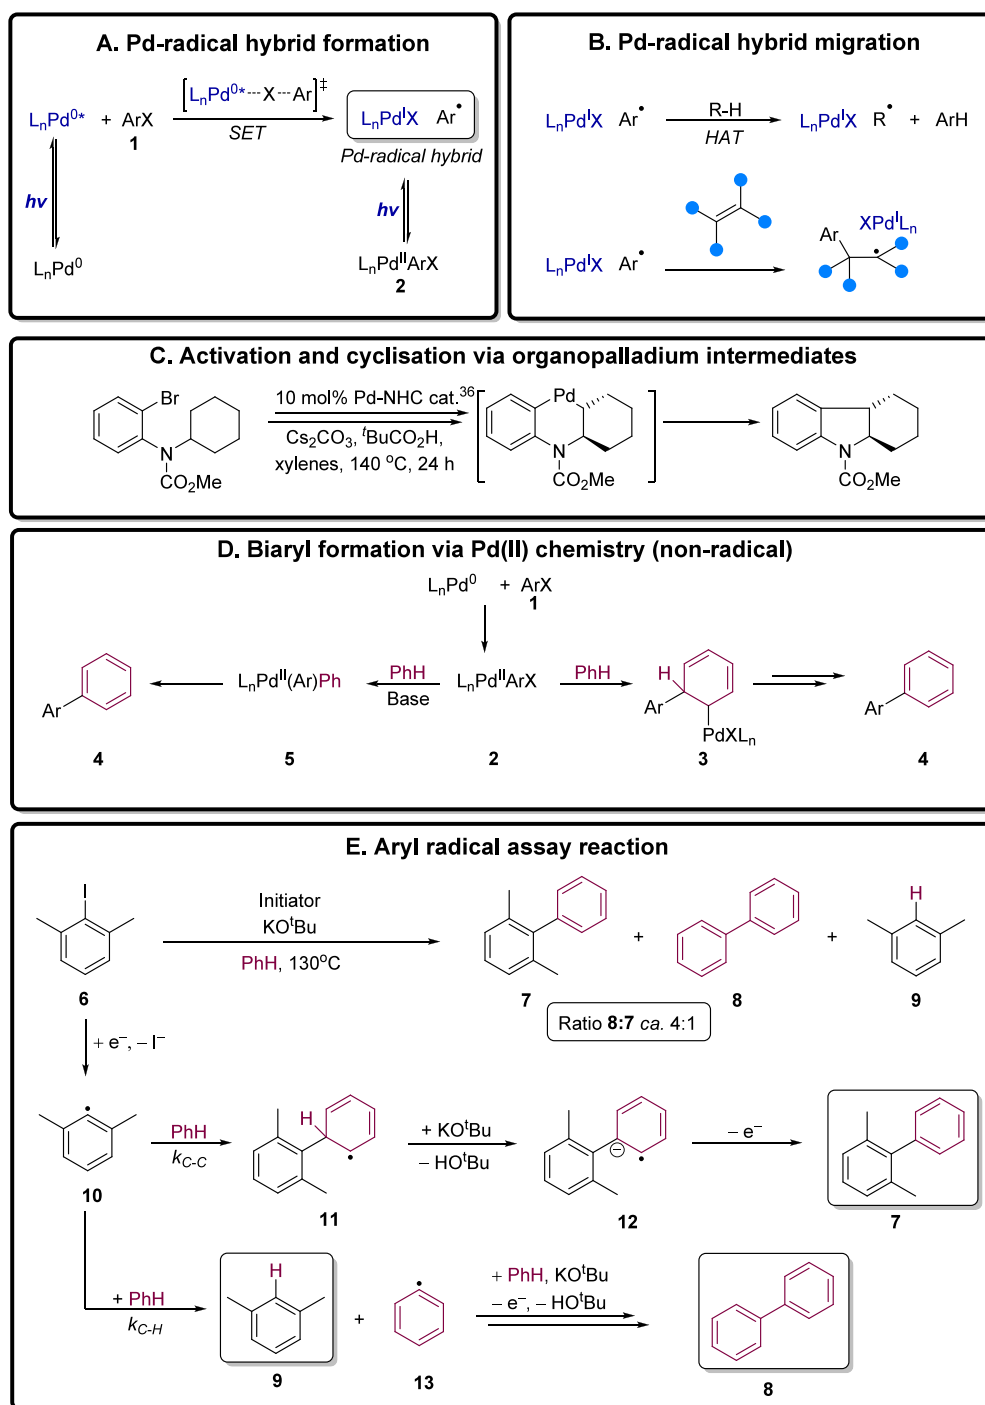 A. Pd-radical hybrid formation
[LnPd0*---X---Ar]‡
LnPd0* + ArX
1
SET
LnPdIX Ar•
Pd-radical hybrid
hν
hν
LnPd0
LnPdIIArX
2
B. Pd-radical hybrid migration
LnPdIX Ar•
R-H
HAT
LnPdIX R• + ArH
LnPdIX Ar•
XPdILn
Ar
C. Activation and cyclisation via organopalladium intermediates
Br
N
CO2Me
10 mol% Pd-NHC cat.36
Cs2CO3, tBuCO2H,
xylenes, 140 oC, 24 h
Pd
N
CO2Me
N
CO2Me
D. Biaryl formation via Pd(II) chemistry (non-radical)
LnPd0 + ArX
1
Ar
4
LnPdII(Ar)Ph
5
PhH
Base
LnPdIIArX
2
PhH
H
Ar
PdXLn
3
Ar
4
E. Aryl radical assay reaction
I
6
Initiator
KOtBu
PhH, 130oC
7
+
8
+
H
9
Ratio 8:7 ca. 4:1
+ e–, – I–
10
PhH
kC-C
H
11
+ KOtBu
– HOtBu
12
– e–
7
+ PhH
kC-H
H
9
+
13
+ PhH, KOtBu
– e–, – HOtBu
8